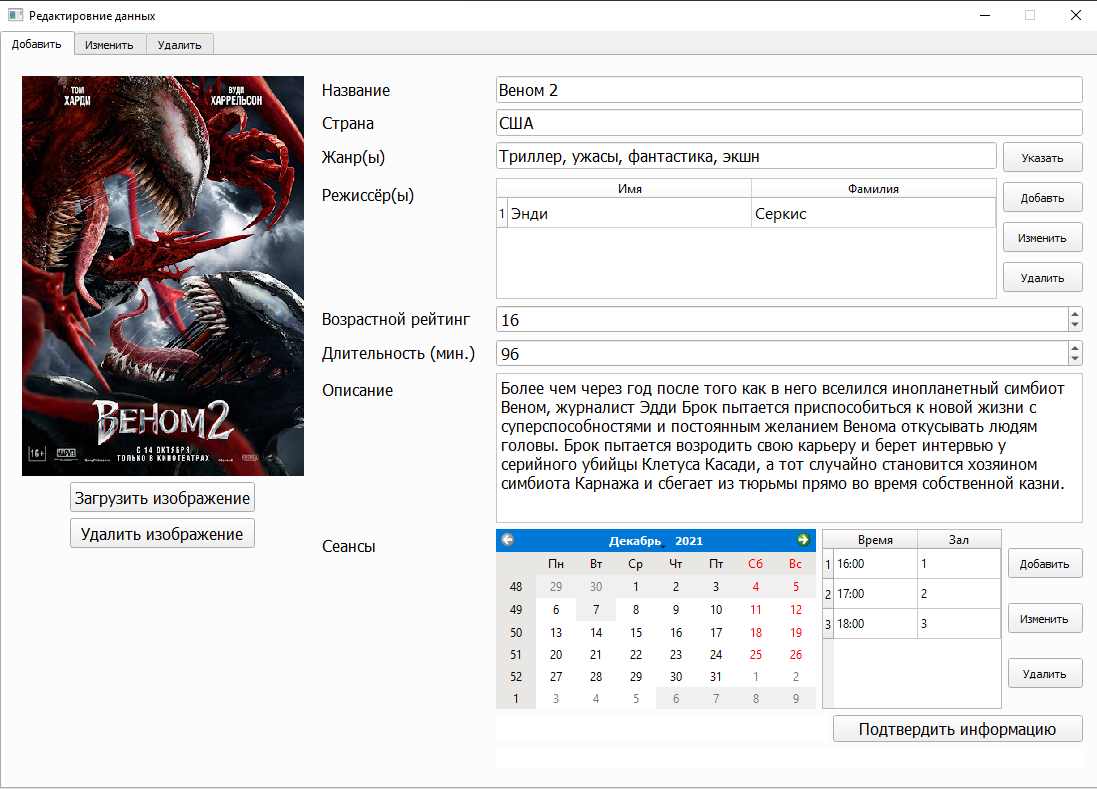 Редактировние данных
Добавить Изменить Удалить
ТОМ ХАРДИ
ВУДИ ХАРРЕЛЬСОН
ВЕНОМ 2
16+
MARVEL
С 14 ОКТЯБРЯ
ТОЛЬКО В КИНОТЕАТРАХ
Загрузить изображение
Удалить изображение
Название Веном 2
Страна США
Жанр(ы) Триллер, ужасы, фантастика, экшн Указать
Режиссёр(ы) Имя Фамилия
1 Энди Серкис
Добавть
Изменить
Удалить
Возрастной рейтинг 16
Длительность (мин.) 96
Описание
Более чем через год после того как в него вселился инопланетный симбиот
Веном, журналист Эдди Брок пытается приспособиться к новой жизни с
суперспособностями и постоянным желанием Венома откусывать людям
головы. Брок пытается возродить свою карьеру и берет интервью у
серийного убийцы Клетуса Касади, а тот случайно становится хозяином
симбиота Карнажа и сбегает из тюрьмы прямо во время собственной казни.
Сеансы
Декабрь 2021
Пн Вт Ср Чт Пт Сб Вс
48 29 30 1 2 3 4 5
49 6 7 8 9 10 11 12
50 13 14 15 16 17 18 19
51 20 21 22 23 24 25 26
52 27 28 29 30 31 1 2
1 3 4 5 6 7 8 9
Время Зал
1 16:00 1
2 17:00 2
3 18:00 3
Добавить
Изменить
Удалить
Подтвердить информацию